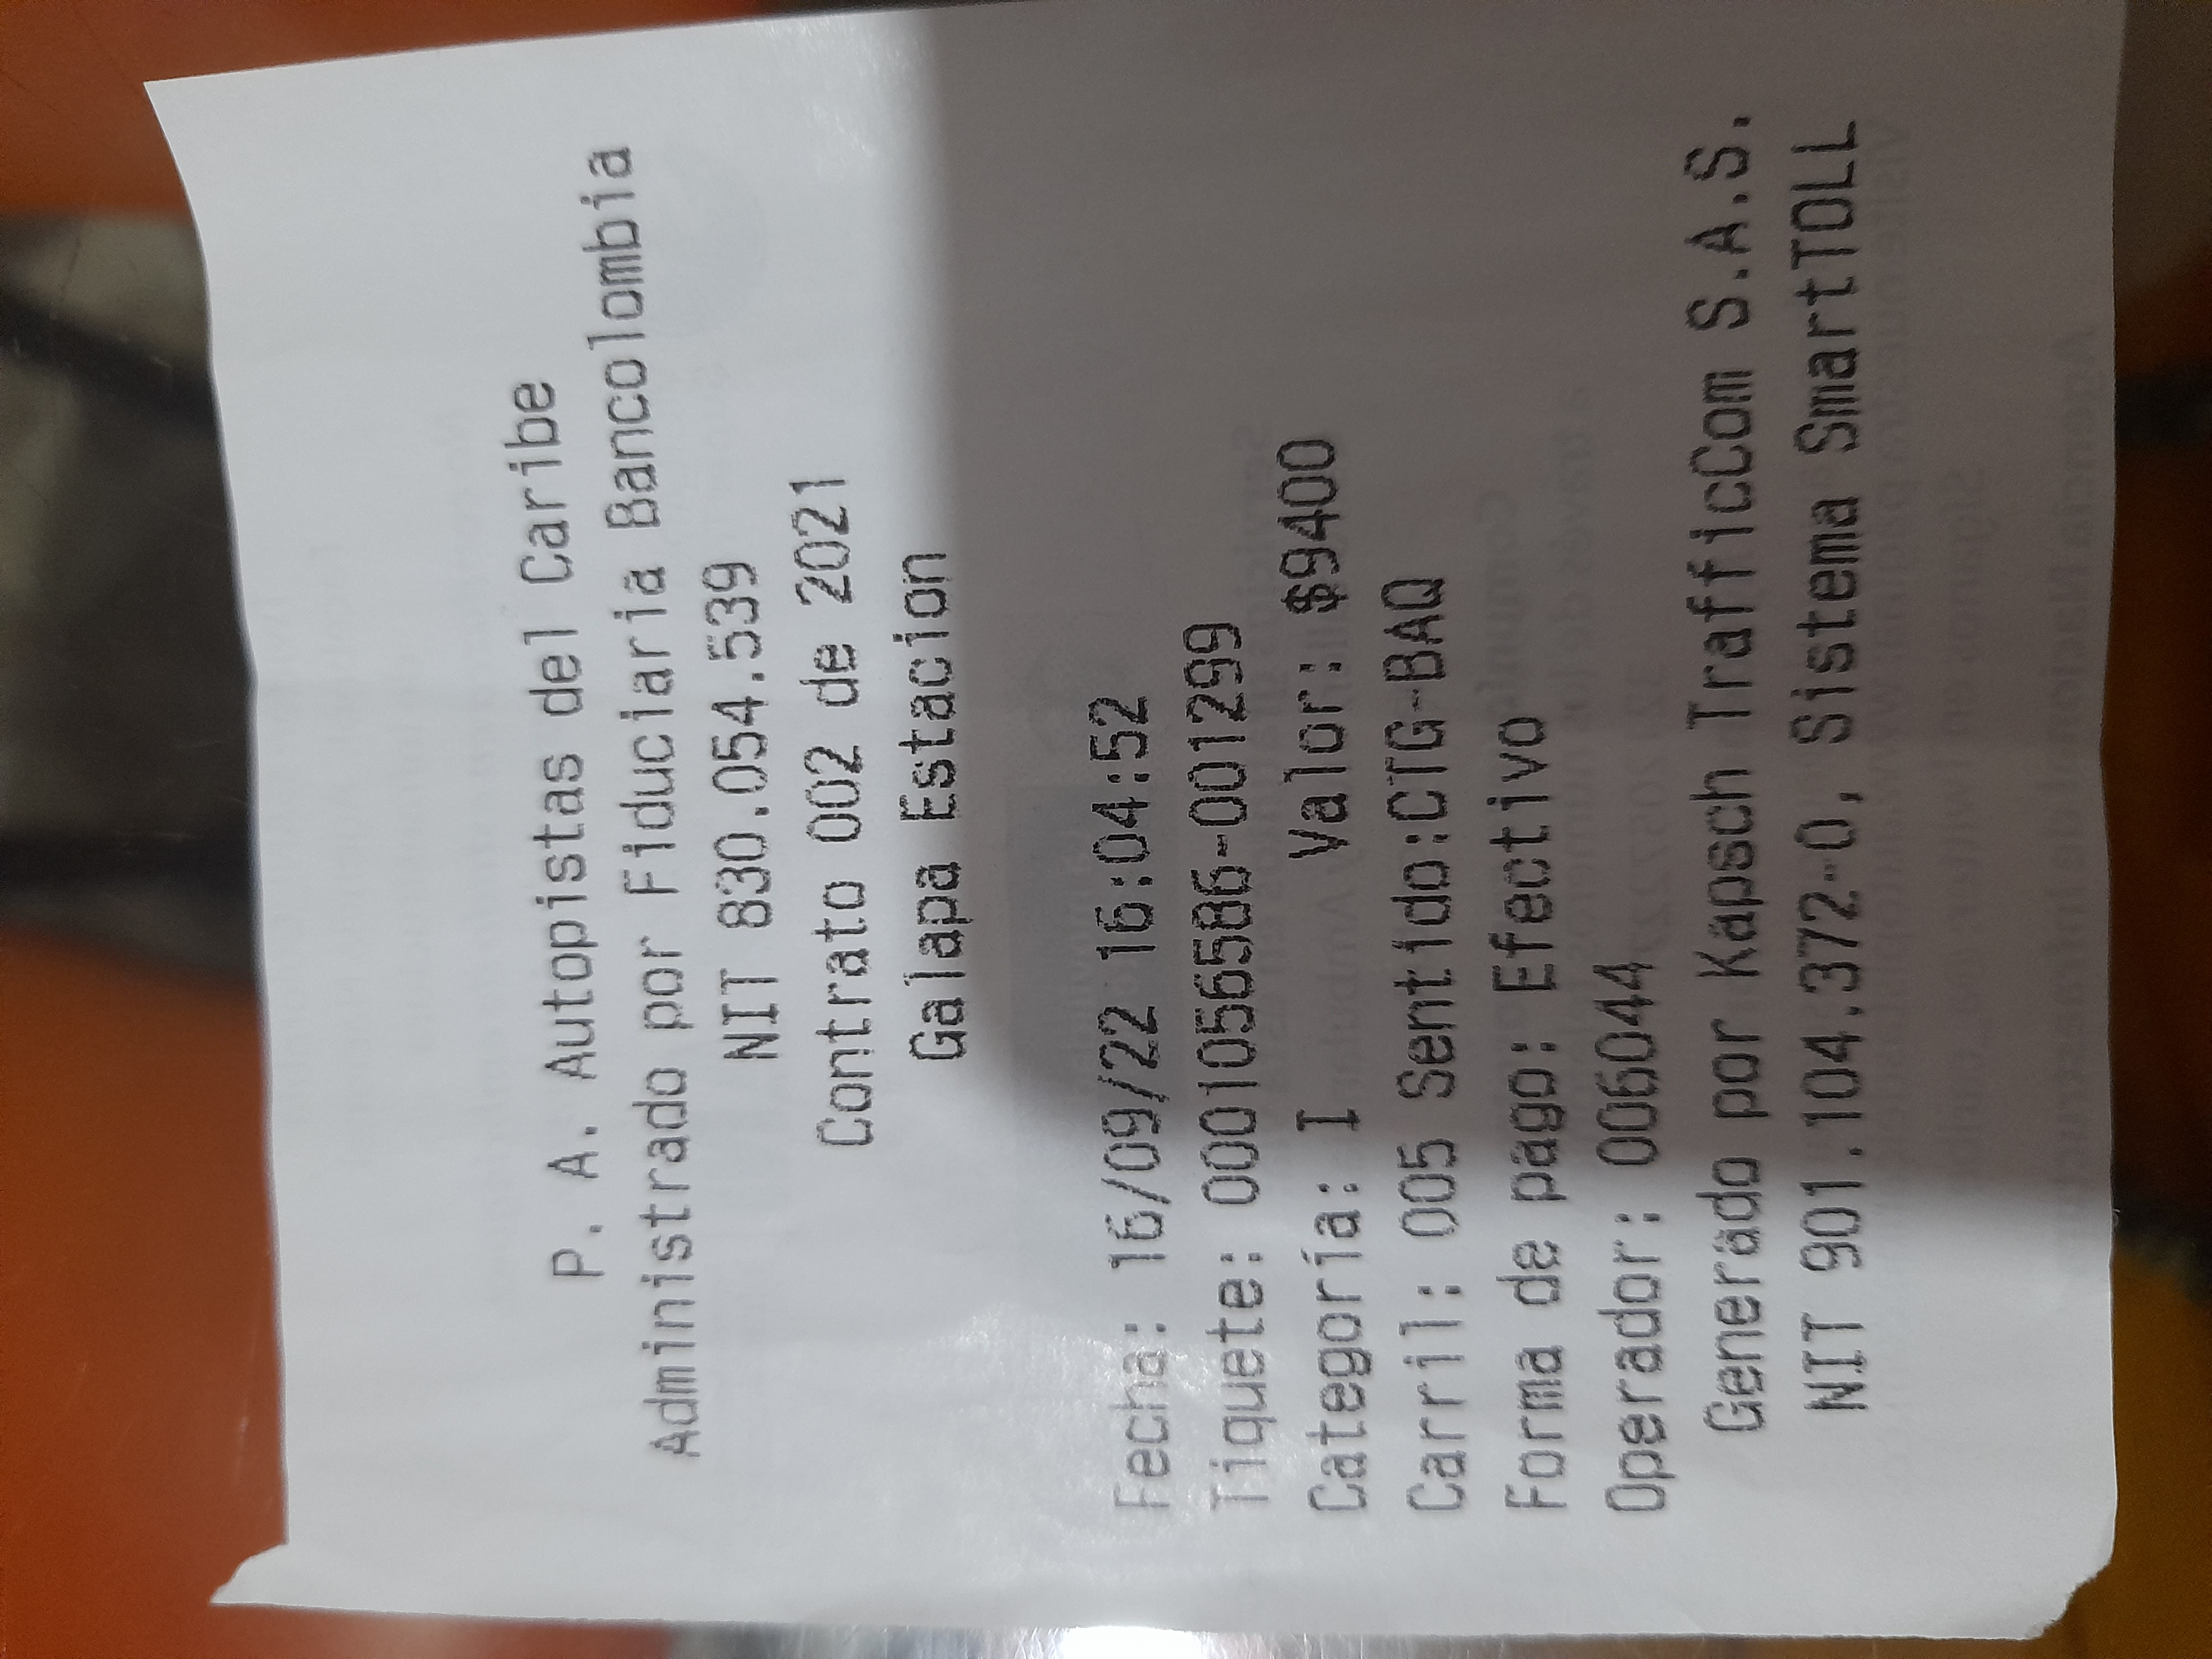 P. A. Autopistas del Caribe
Administrado por Fiduciaria Bancolombia
NIT 830.054.539
Contrato 002 de 2021
Galapa Estacion
Fecha: 16/09/22 16:04:52
Tiquete: 0001056586-001299
Categoría: I Valor: $9400
Carril: 005 Sentido:CTG-BAQ
Forma de pago: Efectivo
Operador: 006044
Generado por Kapsch TrafficCom S.A.S.
NIT 901.104.372-0, Sistema SmartTOLL